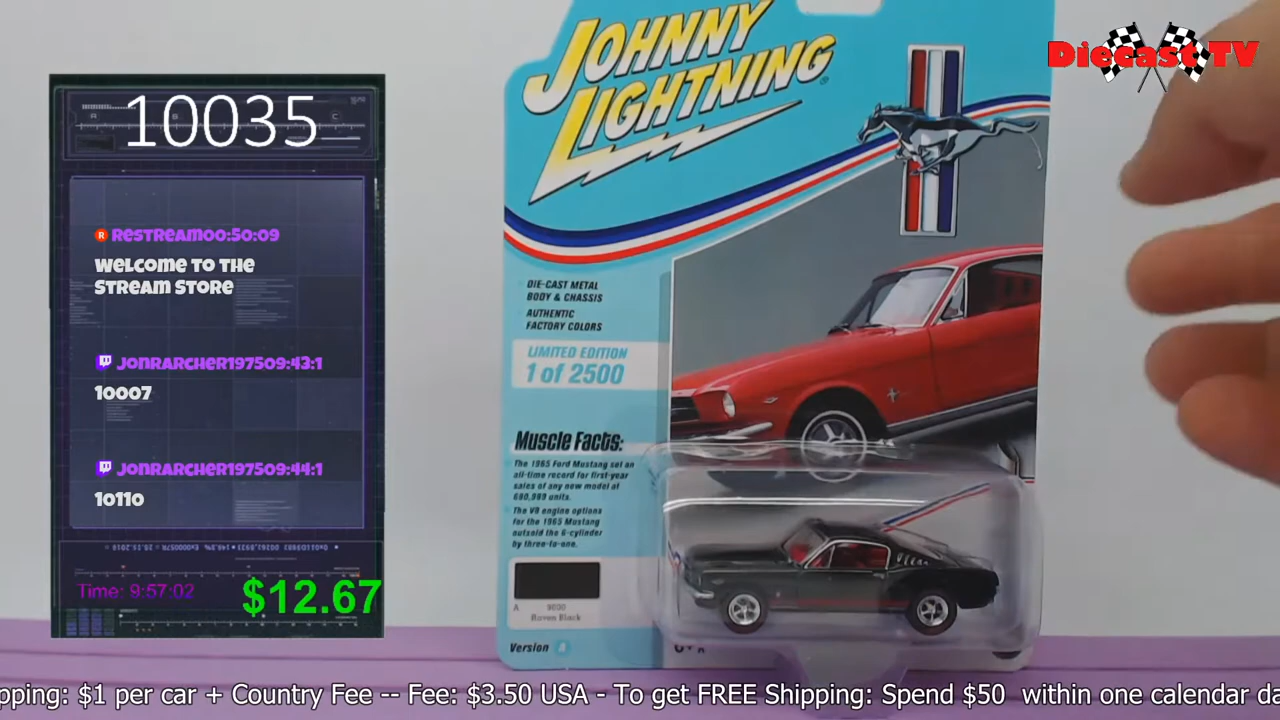 10035
A
C
Restream00:50:09
Welcome to the
Stream Store
JonRArcher197509:43:1
10007
JonRArcher197509:44:1
10110
Time: 9:57:02
$12.67
JOHNNY
LIGHTNING
DIE-CAST METAL
BODY & CHASSIS
AUTHENTIC
FACTORY COLORS
LIMITED EDITION
1 of 2500
Muscle Facts:
The 1965 Ford Mustang set an
all-time record for first-year
sales of any new model at
680,989 units.
The V8 engine options
for the 1965 Mustang
outsold the 6-cylinder
by three-to-one.
A
Raven Black
Version A
Diecast TV
pping: $1 per car + Country Fee -- Fee: $3.50 USA - To get FREE Shipping: Spend $50 within one calendar da